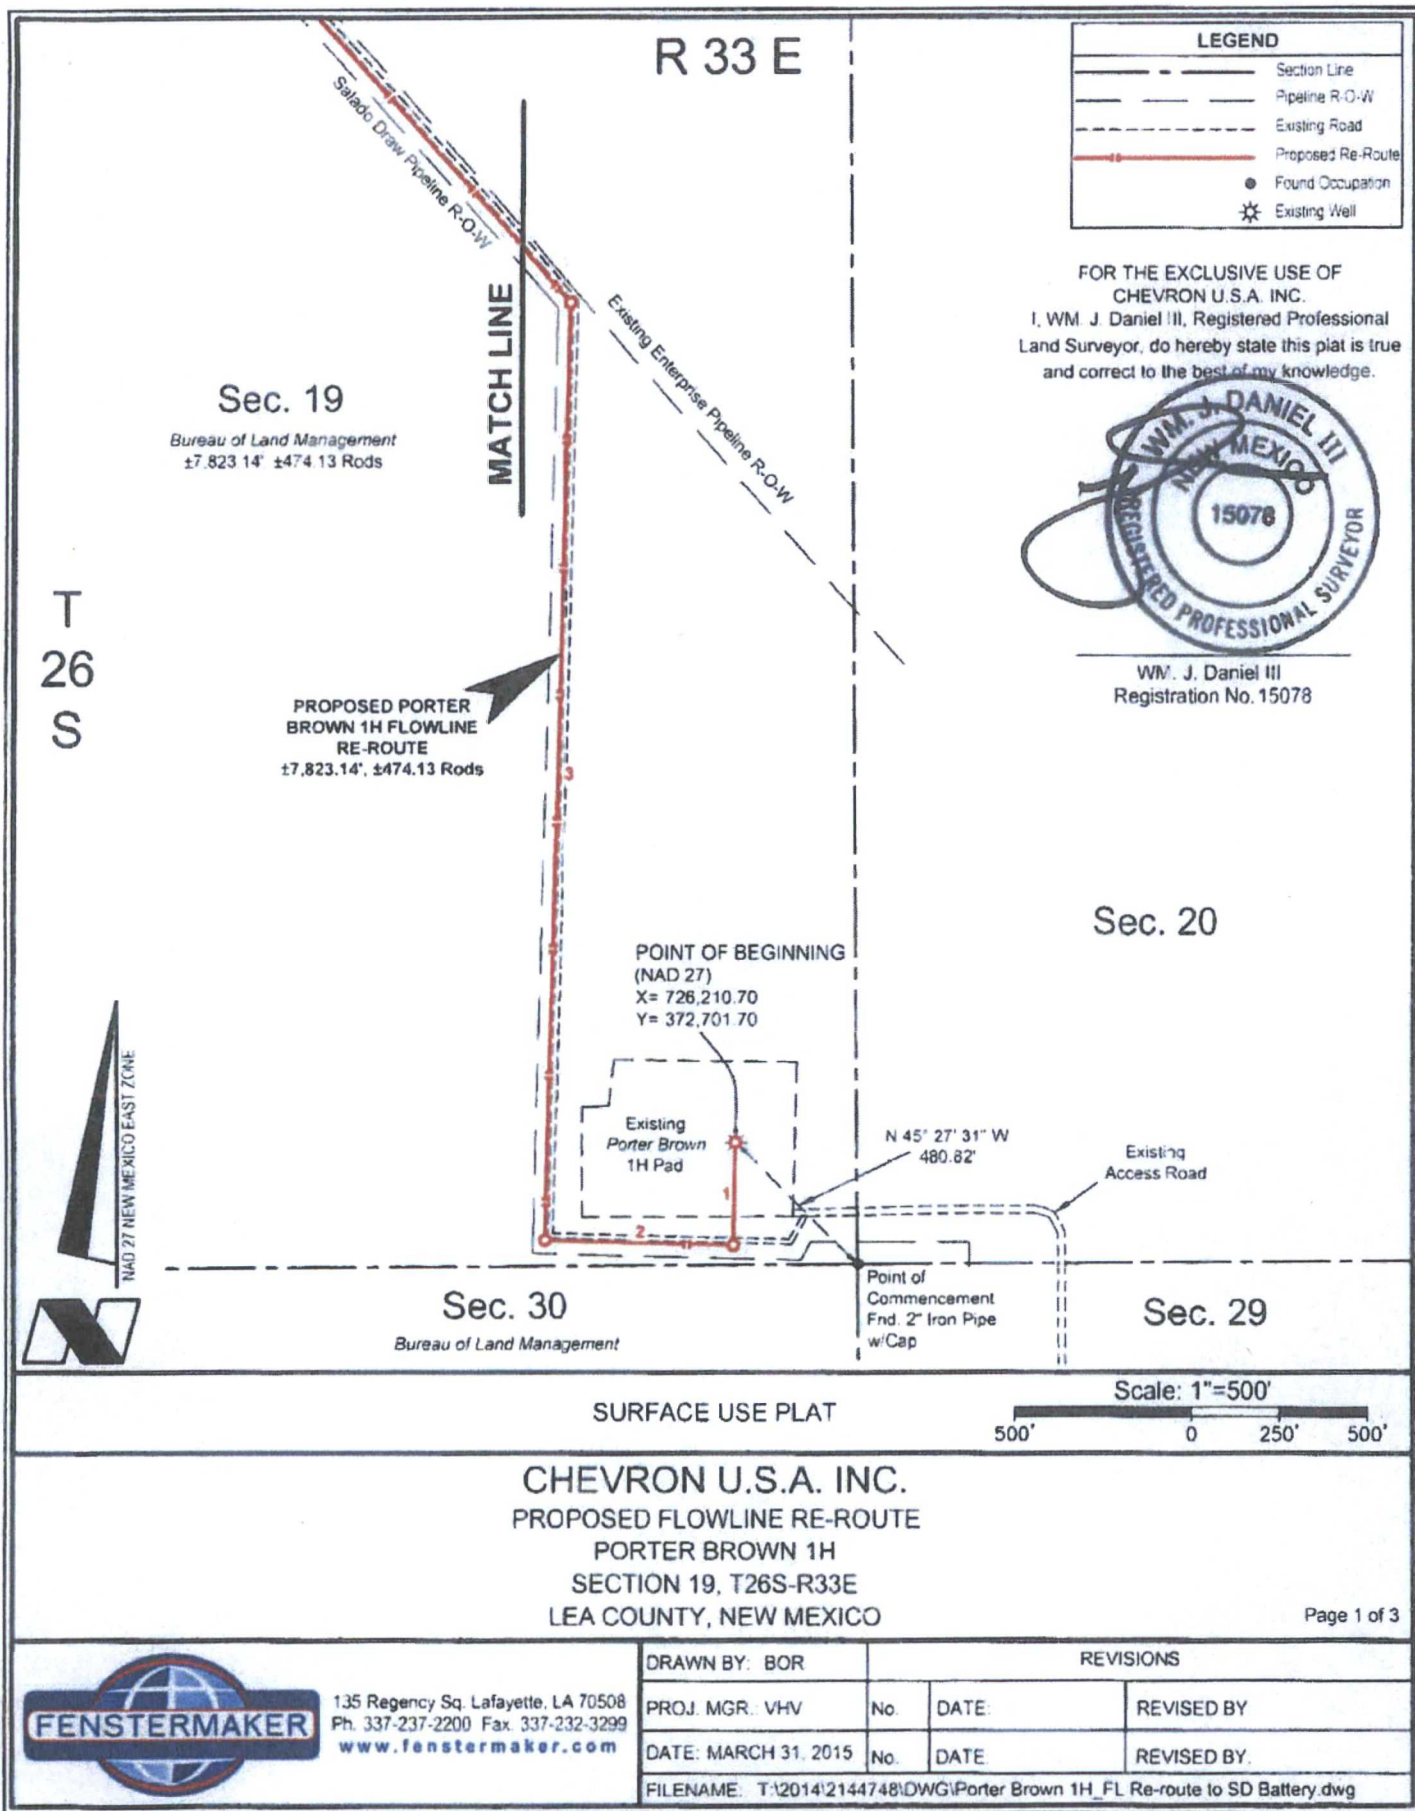 R 33 E
LEGEND
Section Line
Pipeline R-O-W
Existing Road
Proposed Re-Route
Found Occupation
Existing Well
FOR THE EXCLUSIVE USE OF
CHEVRON U.S.A. INC.
I, WM. J. Daniel III, Registered Professional
Land Surveyor, do hereby state this plat is true
and correct to the best of my knowledge.
WM. J. DANIEL III
NEW MEXICO
15078
REGISTERED PROFESSIONAL SURVEYOR
WM. J. Daniel III
Registration No. 15078
Salado Draw Pipeline R-O-W
MATCH LINE
Existing Enterprise Pipeline R-O-W
Sec. 19
Bureau of Land Management
±7,823.14' ±474.13 Rods
T
26
S
PROPOSED PORTER
BROWN 1H FLOWLINE
RE-ROUTE
±7,823.14', ±474.13 Rods
3
Sec. 20
POINT OF BEGINNING
(NAD 27)
X= 726,210.70
Y= 372,701.70
NAD 27 NEW MEXICO EAST ZONE
Existing
Porter Brown
1H Pad
1
2
N 45° 27' 31" W
480.82'
Existing
Access Road
Point of
Commencement
Fnd. 2" Iron Pipe
w/Cap
Sec. 30
Bureau of Land Management
Sec. 29
SURFACE USE PLAT
Scale: 1"=500'
500' 0 250' 500'
CHEVRON U.S.A. INC.
PROPOSED FLOWLINE RE-ROUTE
PORTER BROWN 1H
SECTION 19, T26S-R33E
LEA COUNTY, NEW MEXICO
Page 1 of 3
FENSTERMAKER
135 Regency Sq. Lafayette, LA 70508
Ph. 337-237-2200 Fax. 337-232-3299
www.fenstermaker.com
DRAWN BY: BOR
REVISIONS
PROJ. MGR.: VHV
No. DATE: REVISED BY
DATE: MARCH 31, 2015
No. DATE: REVISED BY:
FILENAME: T:\2014\2144748\DWG\Porter Brown 1H_FL Re-route to SD Battery.dwg